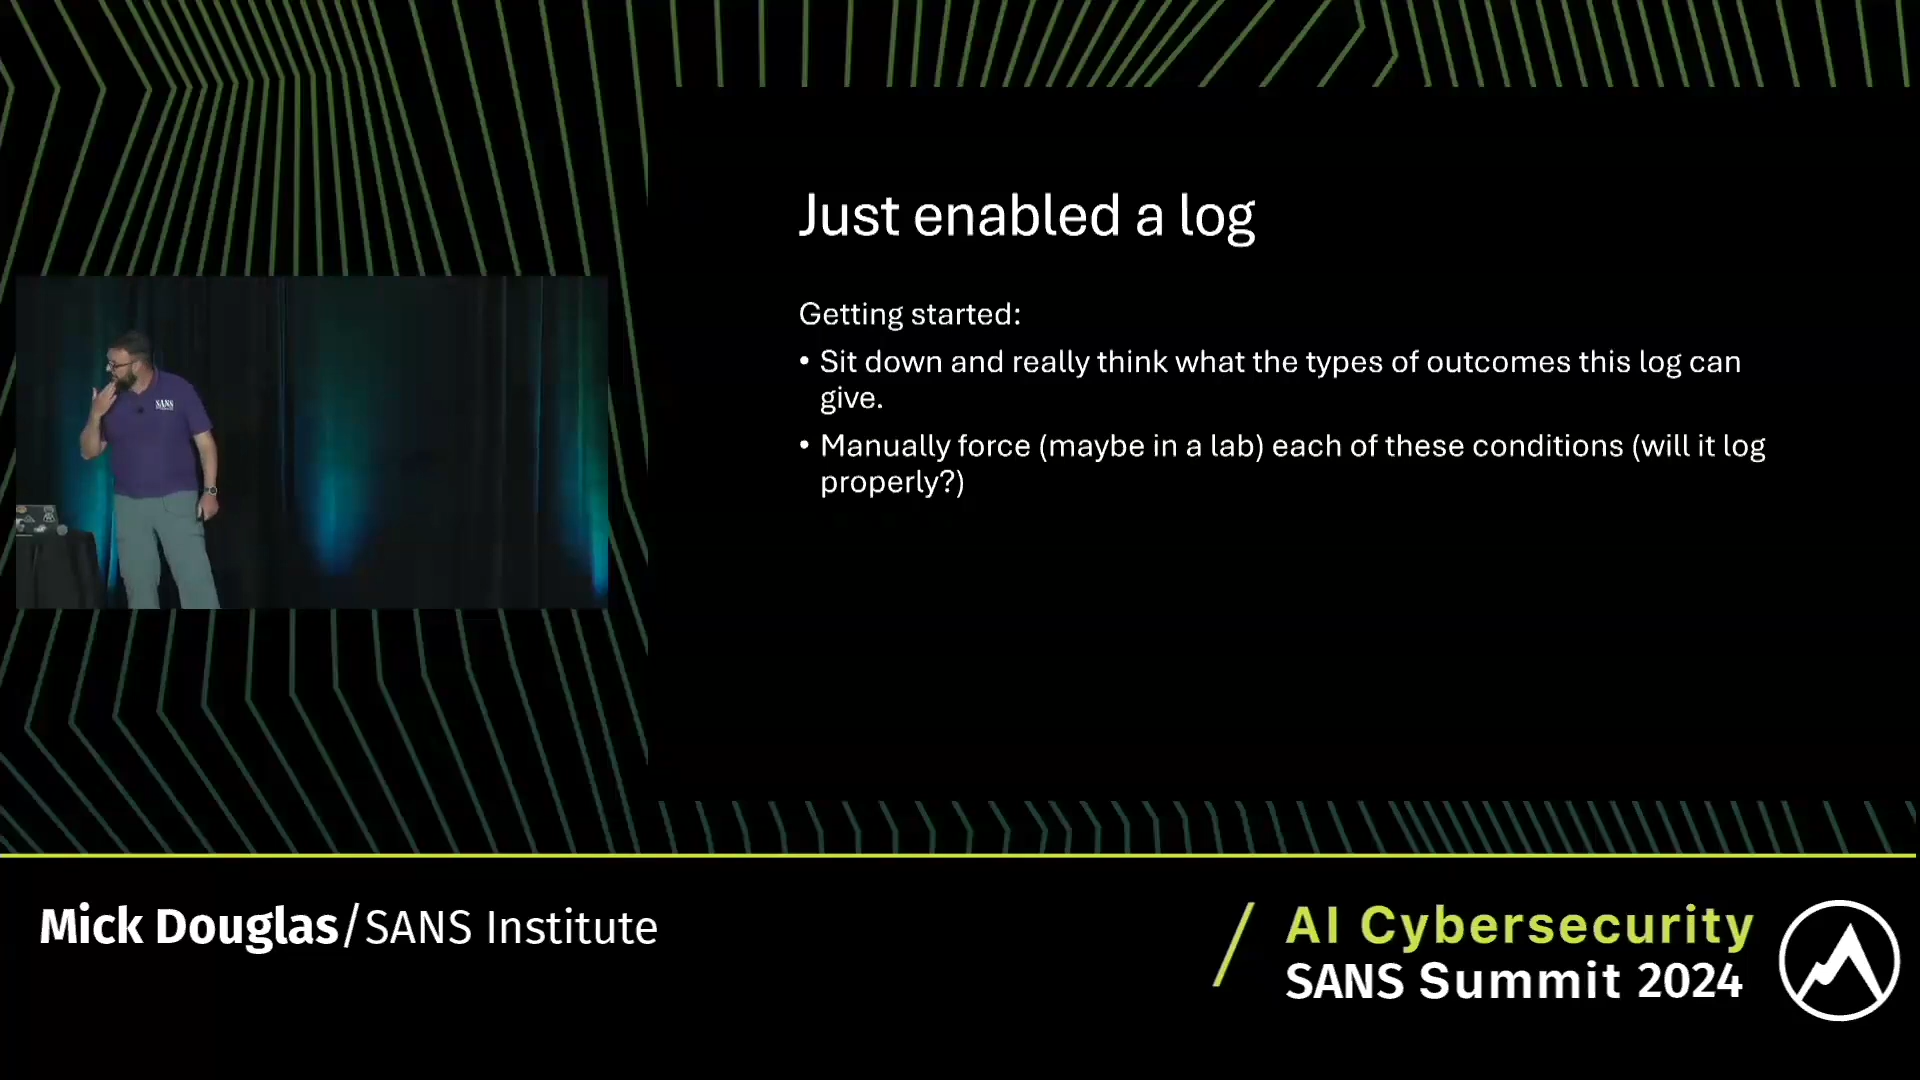 Just enabled a log
Getting started:
• Sit down and really think what the types of outcomes this log can
give.
• Manually force (maybe in a lab) each of these conditions (will it log
properly?)
SANS
Mick Douglas/SANS Institute
/ AI Cybersecurity
SANS Summit 2024